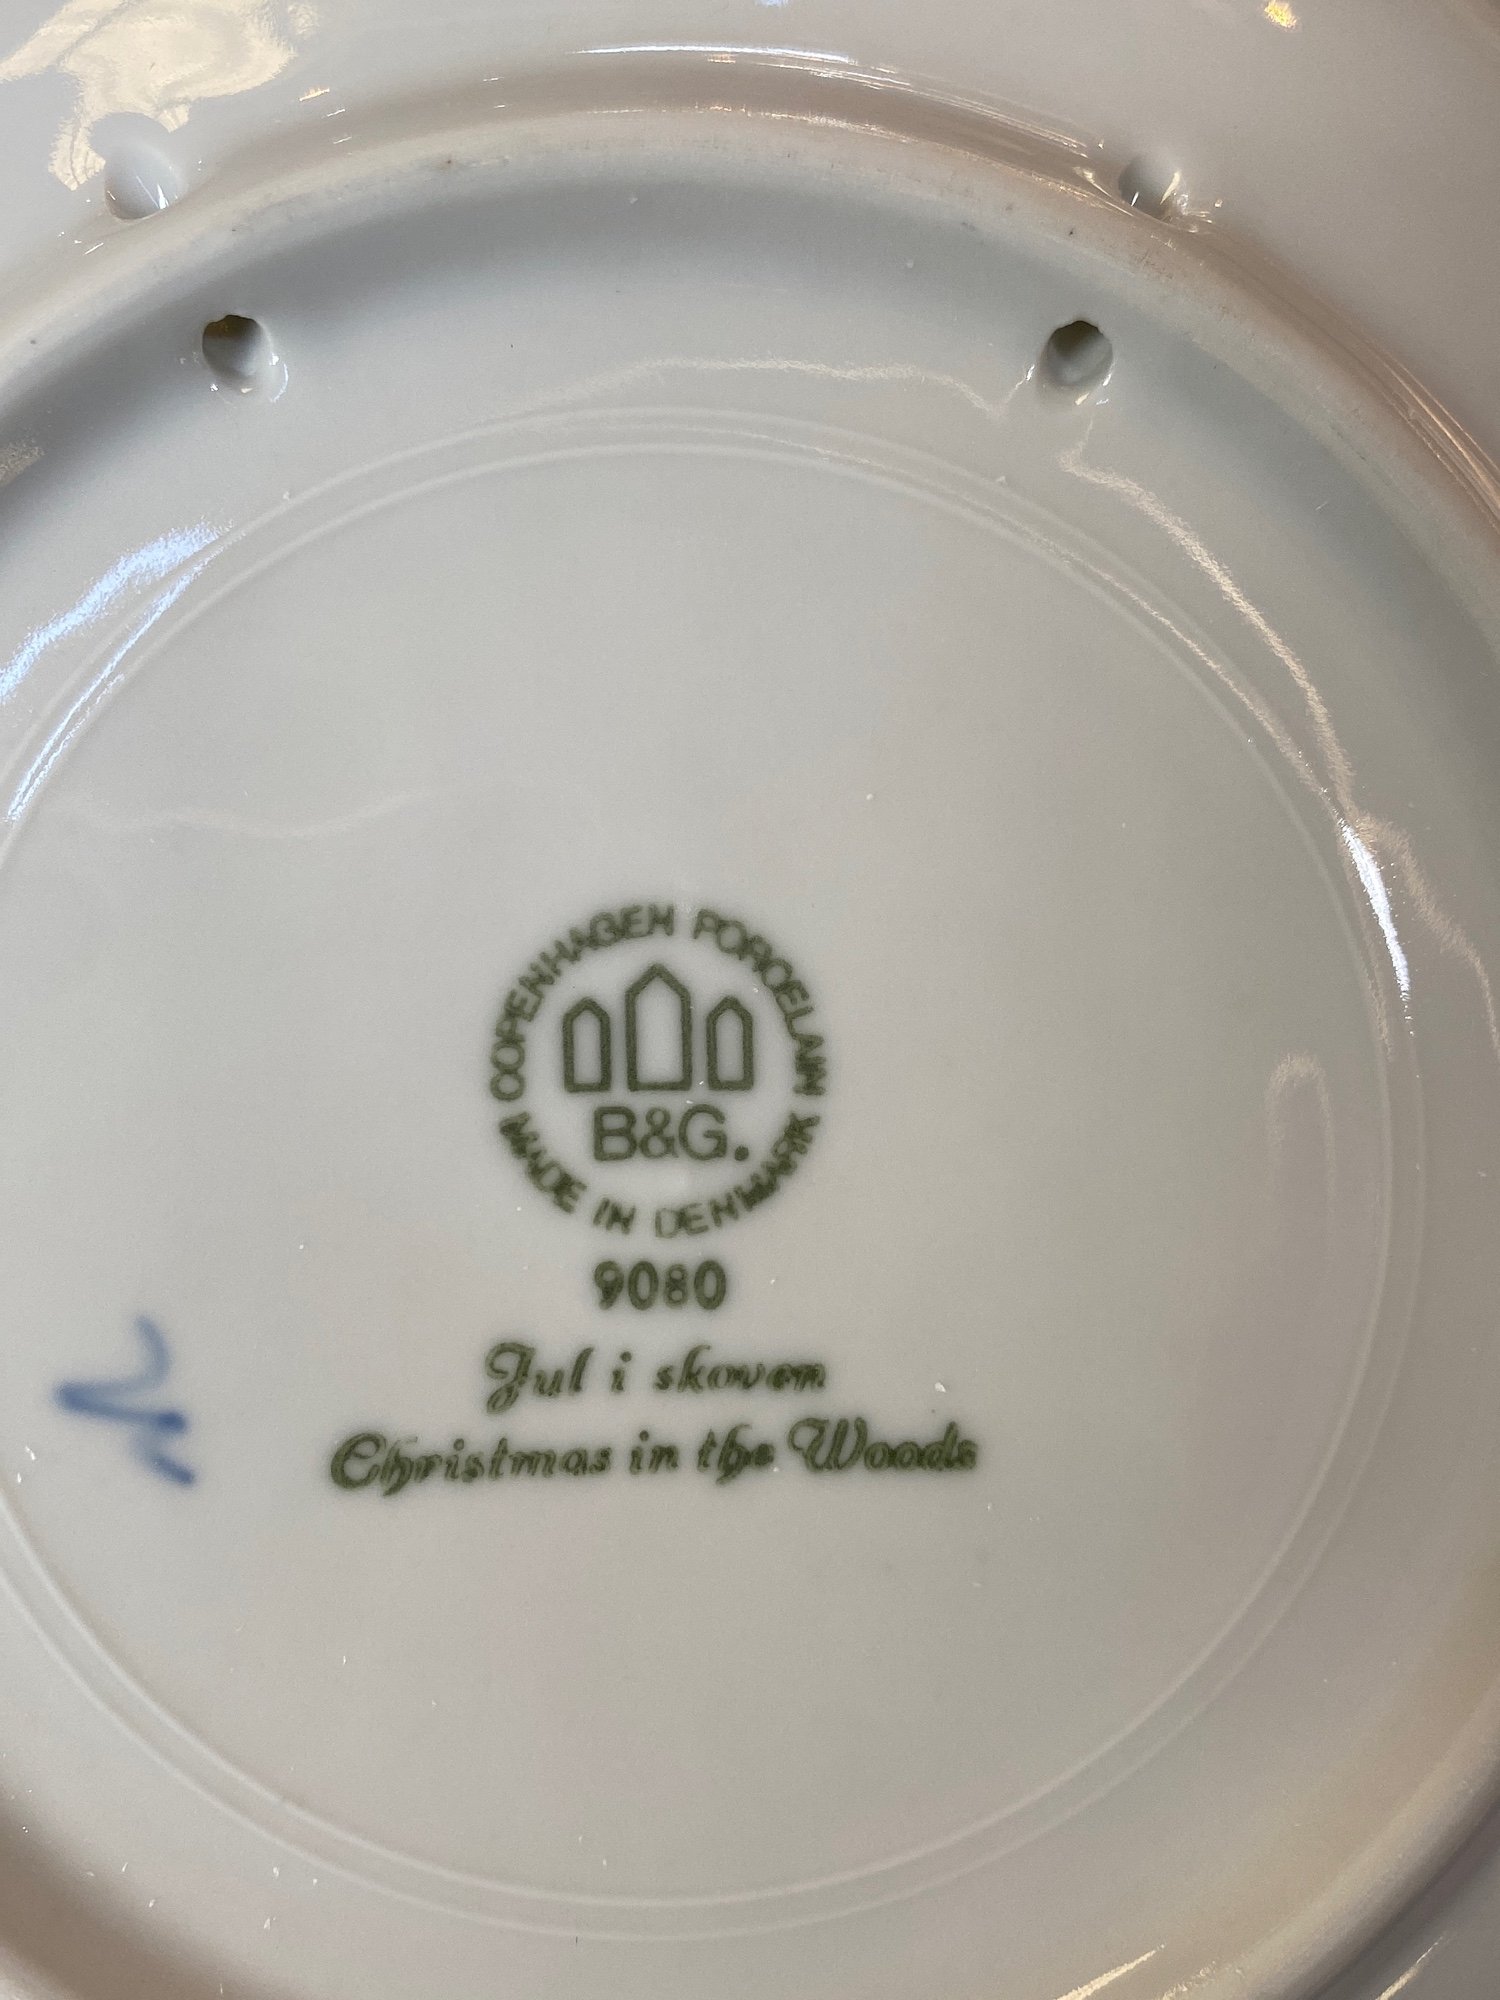 COPENHAGEN PORCELAIN
B&G.
MADE IN DENMARK
9080
Jul i skoven
Christmas in the Woods